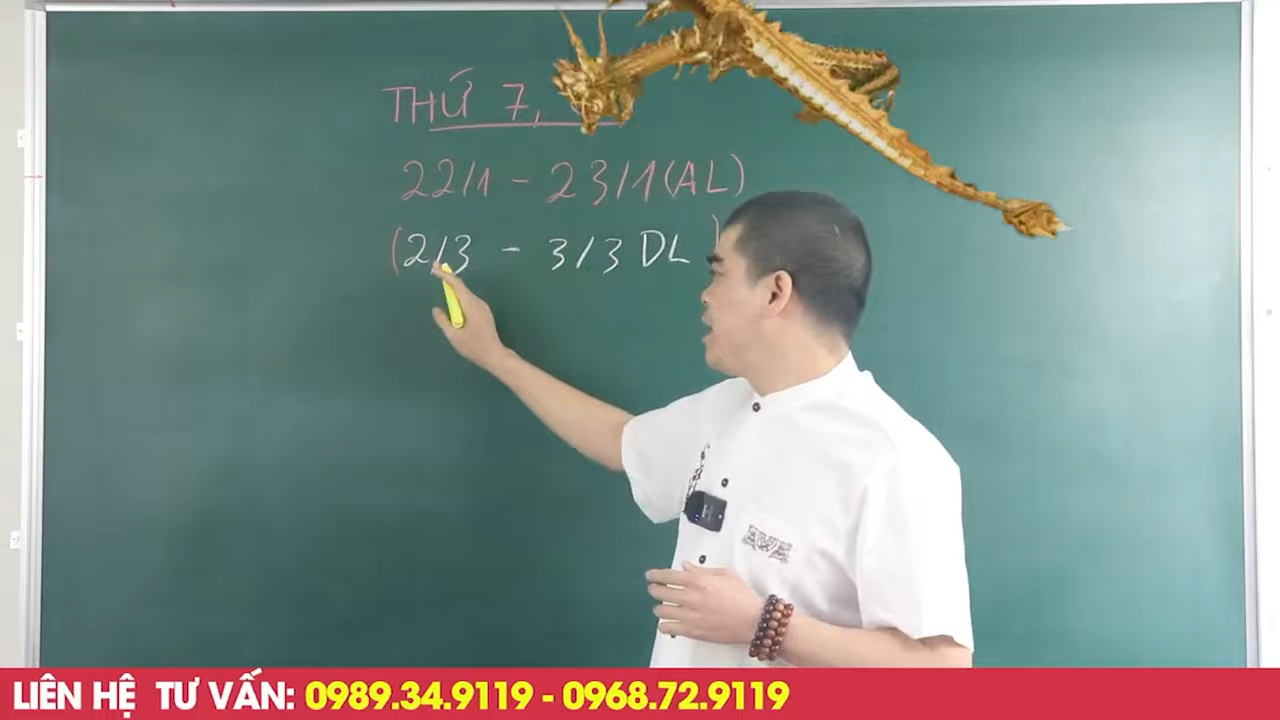 THỨ 7,
22/1 - 23/1 (AL)
(2/3 - 3/3 DL )
LIÊN HỆ TƯ VẤN: 0989.34.9119 - 0968.72.9119